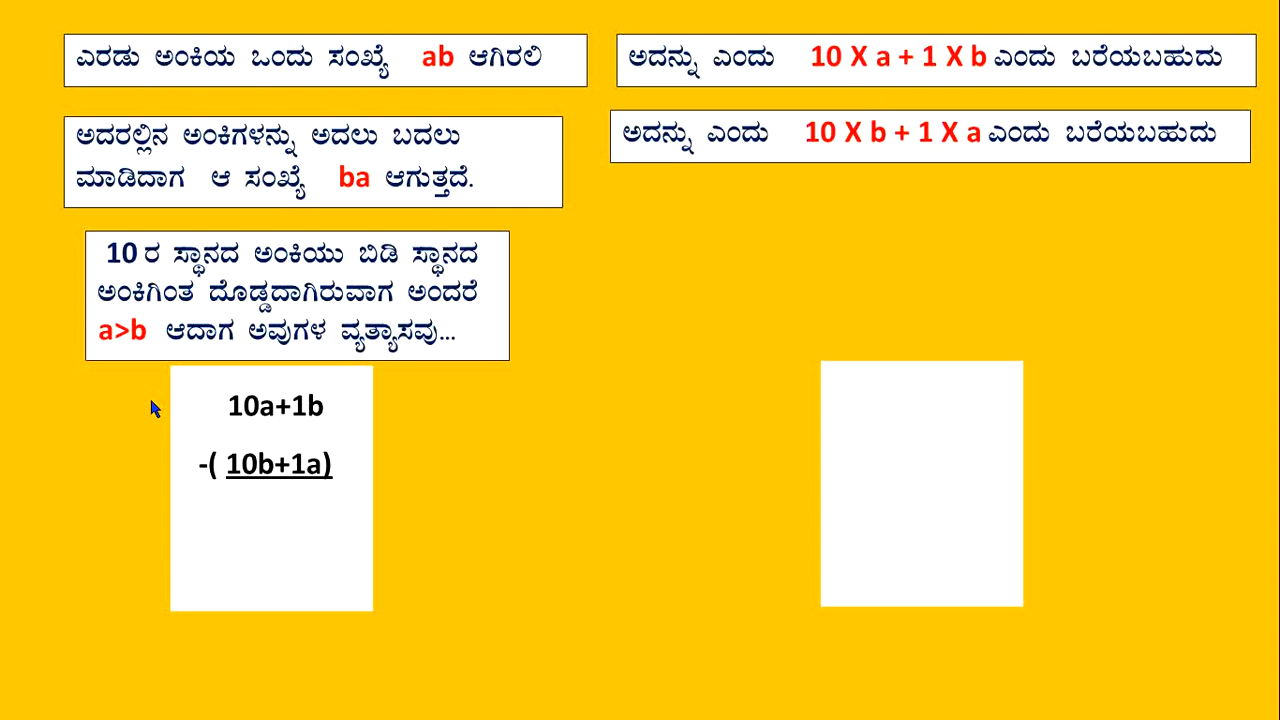 ಎರಡು ಅಂಕಿಯ ಒಂದು ಸಂಖ್ಯೆ ab ಆಗಿರಲಿ
ಅದನ್ನು ಎಂದು 10 X a + 1 X b ಎಂದು ಬರೆಯಬಹುದು
ಅದರಲ್ಲಿನ ಅಂಕಿಗಳನ್ನು ಅದಲು ಬದಲು
ಮಾಡಿದಾಗ ಆ ಸಂಖ್ಯೆ ba ಆಗುತ್ತದೆ.
ಅದನ್ನು ಎಂದು 10 X b + 1 X a ಎಂದು ಬರೆಯಬಹುದು
10 ರ ಸ್ಥಾನದ ಅಂಕಿಯು ಬಿಡಿ ಸ್ಥಾನದ
ಅಂಕಿಗಿಂತ ದೊಡ್ಡದಾಗಿರುವಾಗ ಅಂದರೆ
a>b ಆದಾಗ ಅವುಗಳ ವ್ಯತ್ಯಾಸವು...
10a+1b
-( 10b+1a)